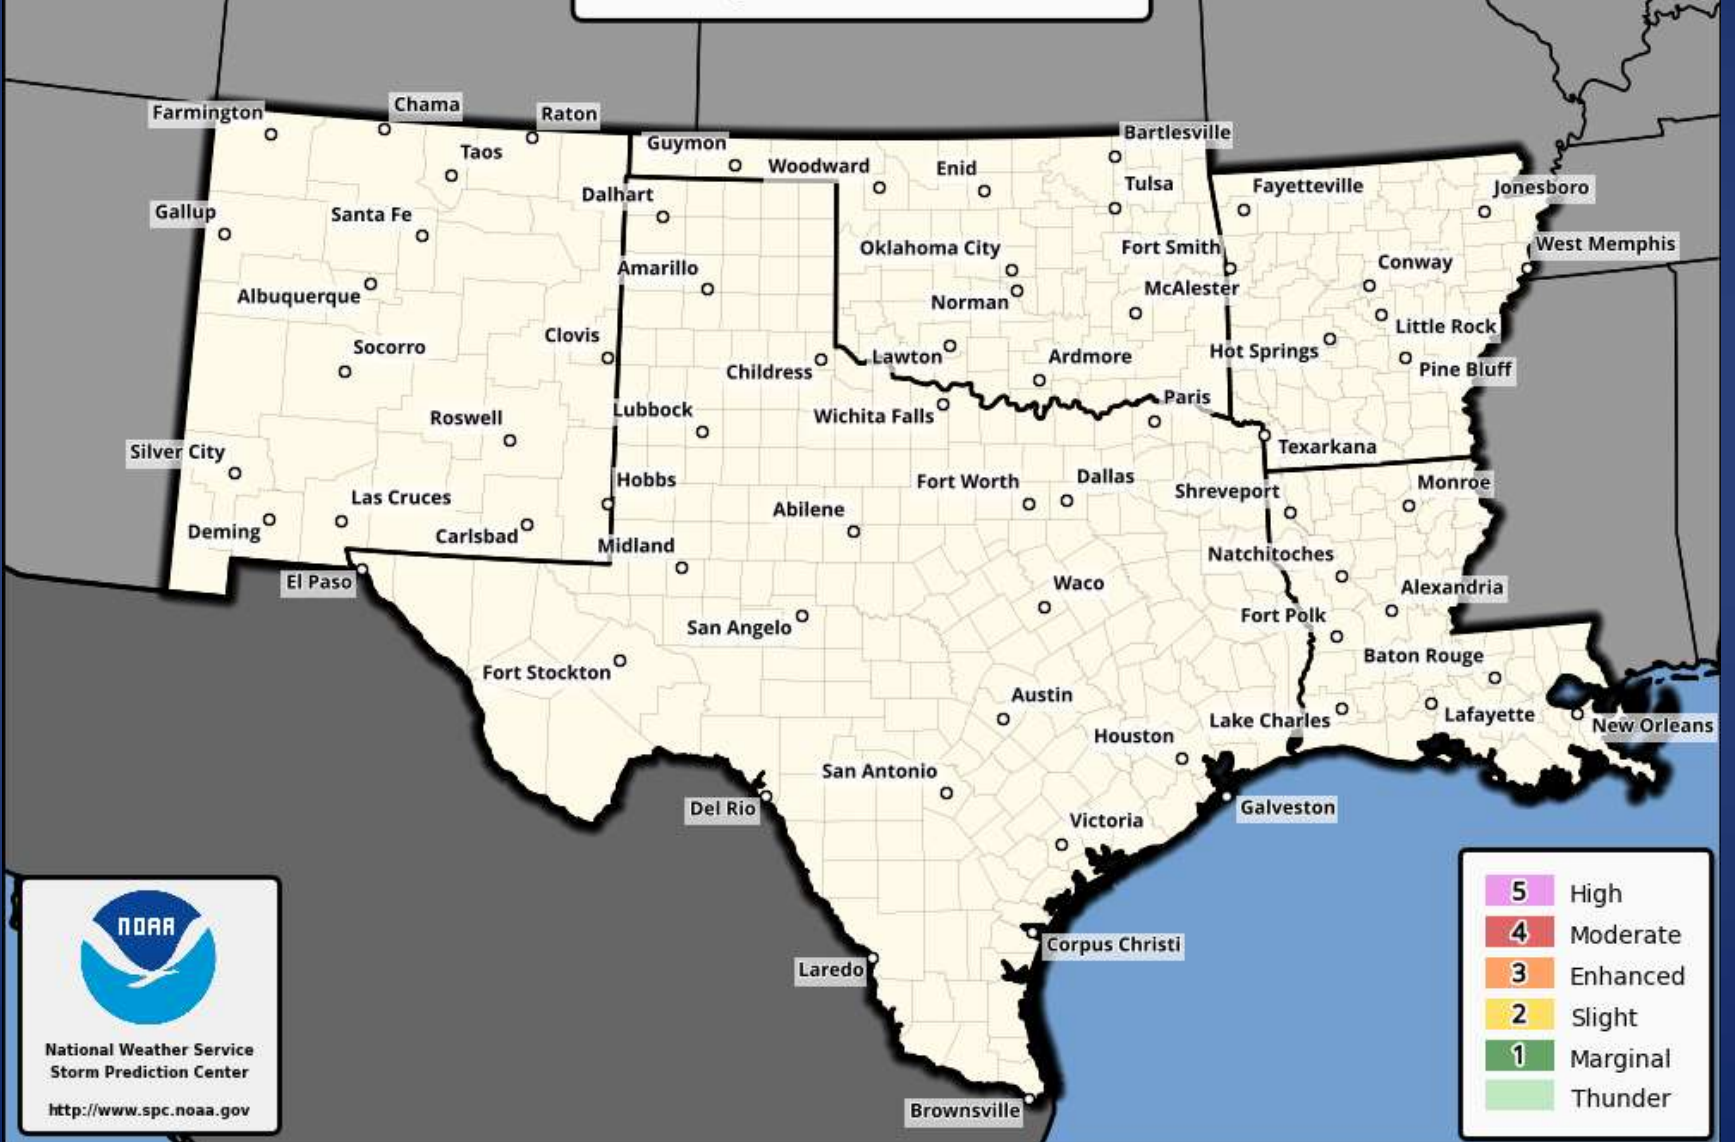 Farmington
Chama
Raton
Taos
Guymon
Woodward
Enid
Bartlesville
Dalhart
Tulsa
Fayetteville
Jonesboro
Gallup
Santa Fe
Oklahoma City
Fort Smith
West Memphis
Amarillo
Conway
Albuquerque
Norman
McAlester
Little Rock
Socorro
Clovis
Childress
Lawton
Ardmore
Hot Springs
Pine Bluff
Roswell
Lubbock
Wichita Falls
Paris
Silver City
Texarkana
Hobbs
Fort Worth
Dallas
Shreveport
Monroe
Las Cruces
Abilene
Deming
Carlsbad
Midland
Natchitoches
El Paso
Waco
Alexandria
San Angelo
Fort Polk
Fort Stockton
Baton Rouge
Austin
Lake Charles
Lafayette
New Orleans
Houston
San Antonio
Del Rio
Galveston
Victoria
Corpus Christi
Laredo
Brownsville
NOAA
National Weather Service
Storm Prediction Center
http://www.spc.noaa.gov
5 High
4 Moderate
3 Enhanced
2 Slight
1 Marginal
Thunder